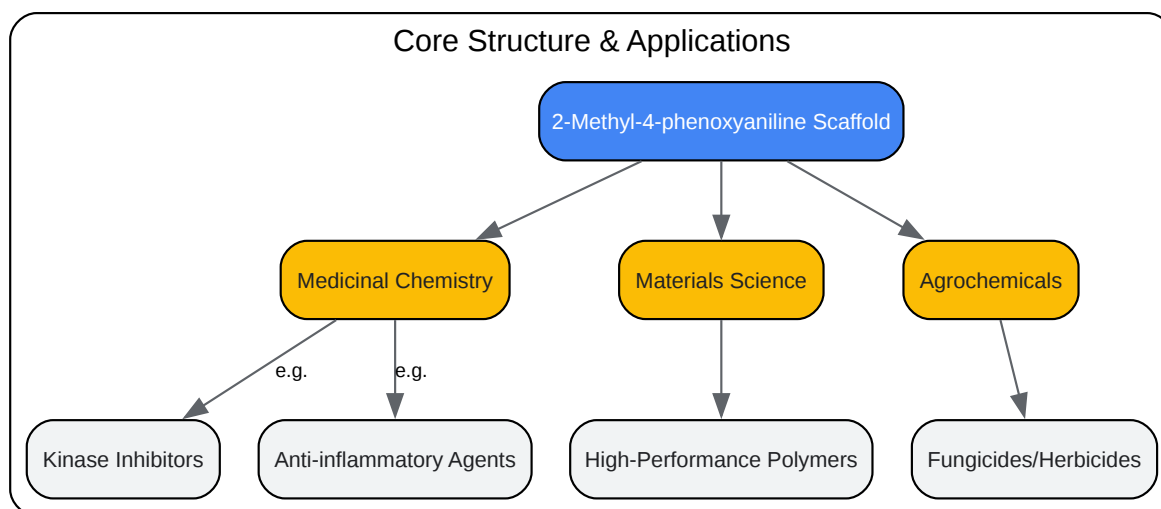 Core Structure & Applications
2-Methyl-4-phenoxyaniline Scaffold
Medicinal Chemistry
Materials Science
Agrochemicals
e.g.
e.g.
Kinase Inhibitors
Anti-inflammatory Agents
High-Performance Polymers
Fungicides/Herbicides